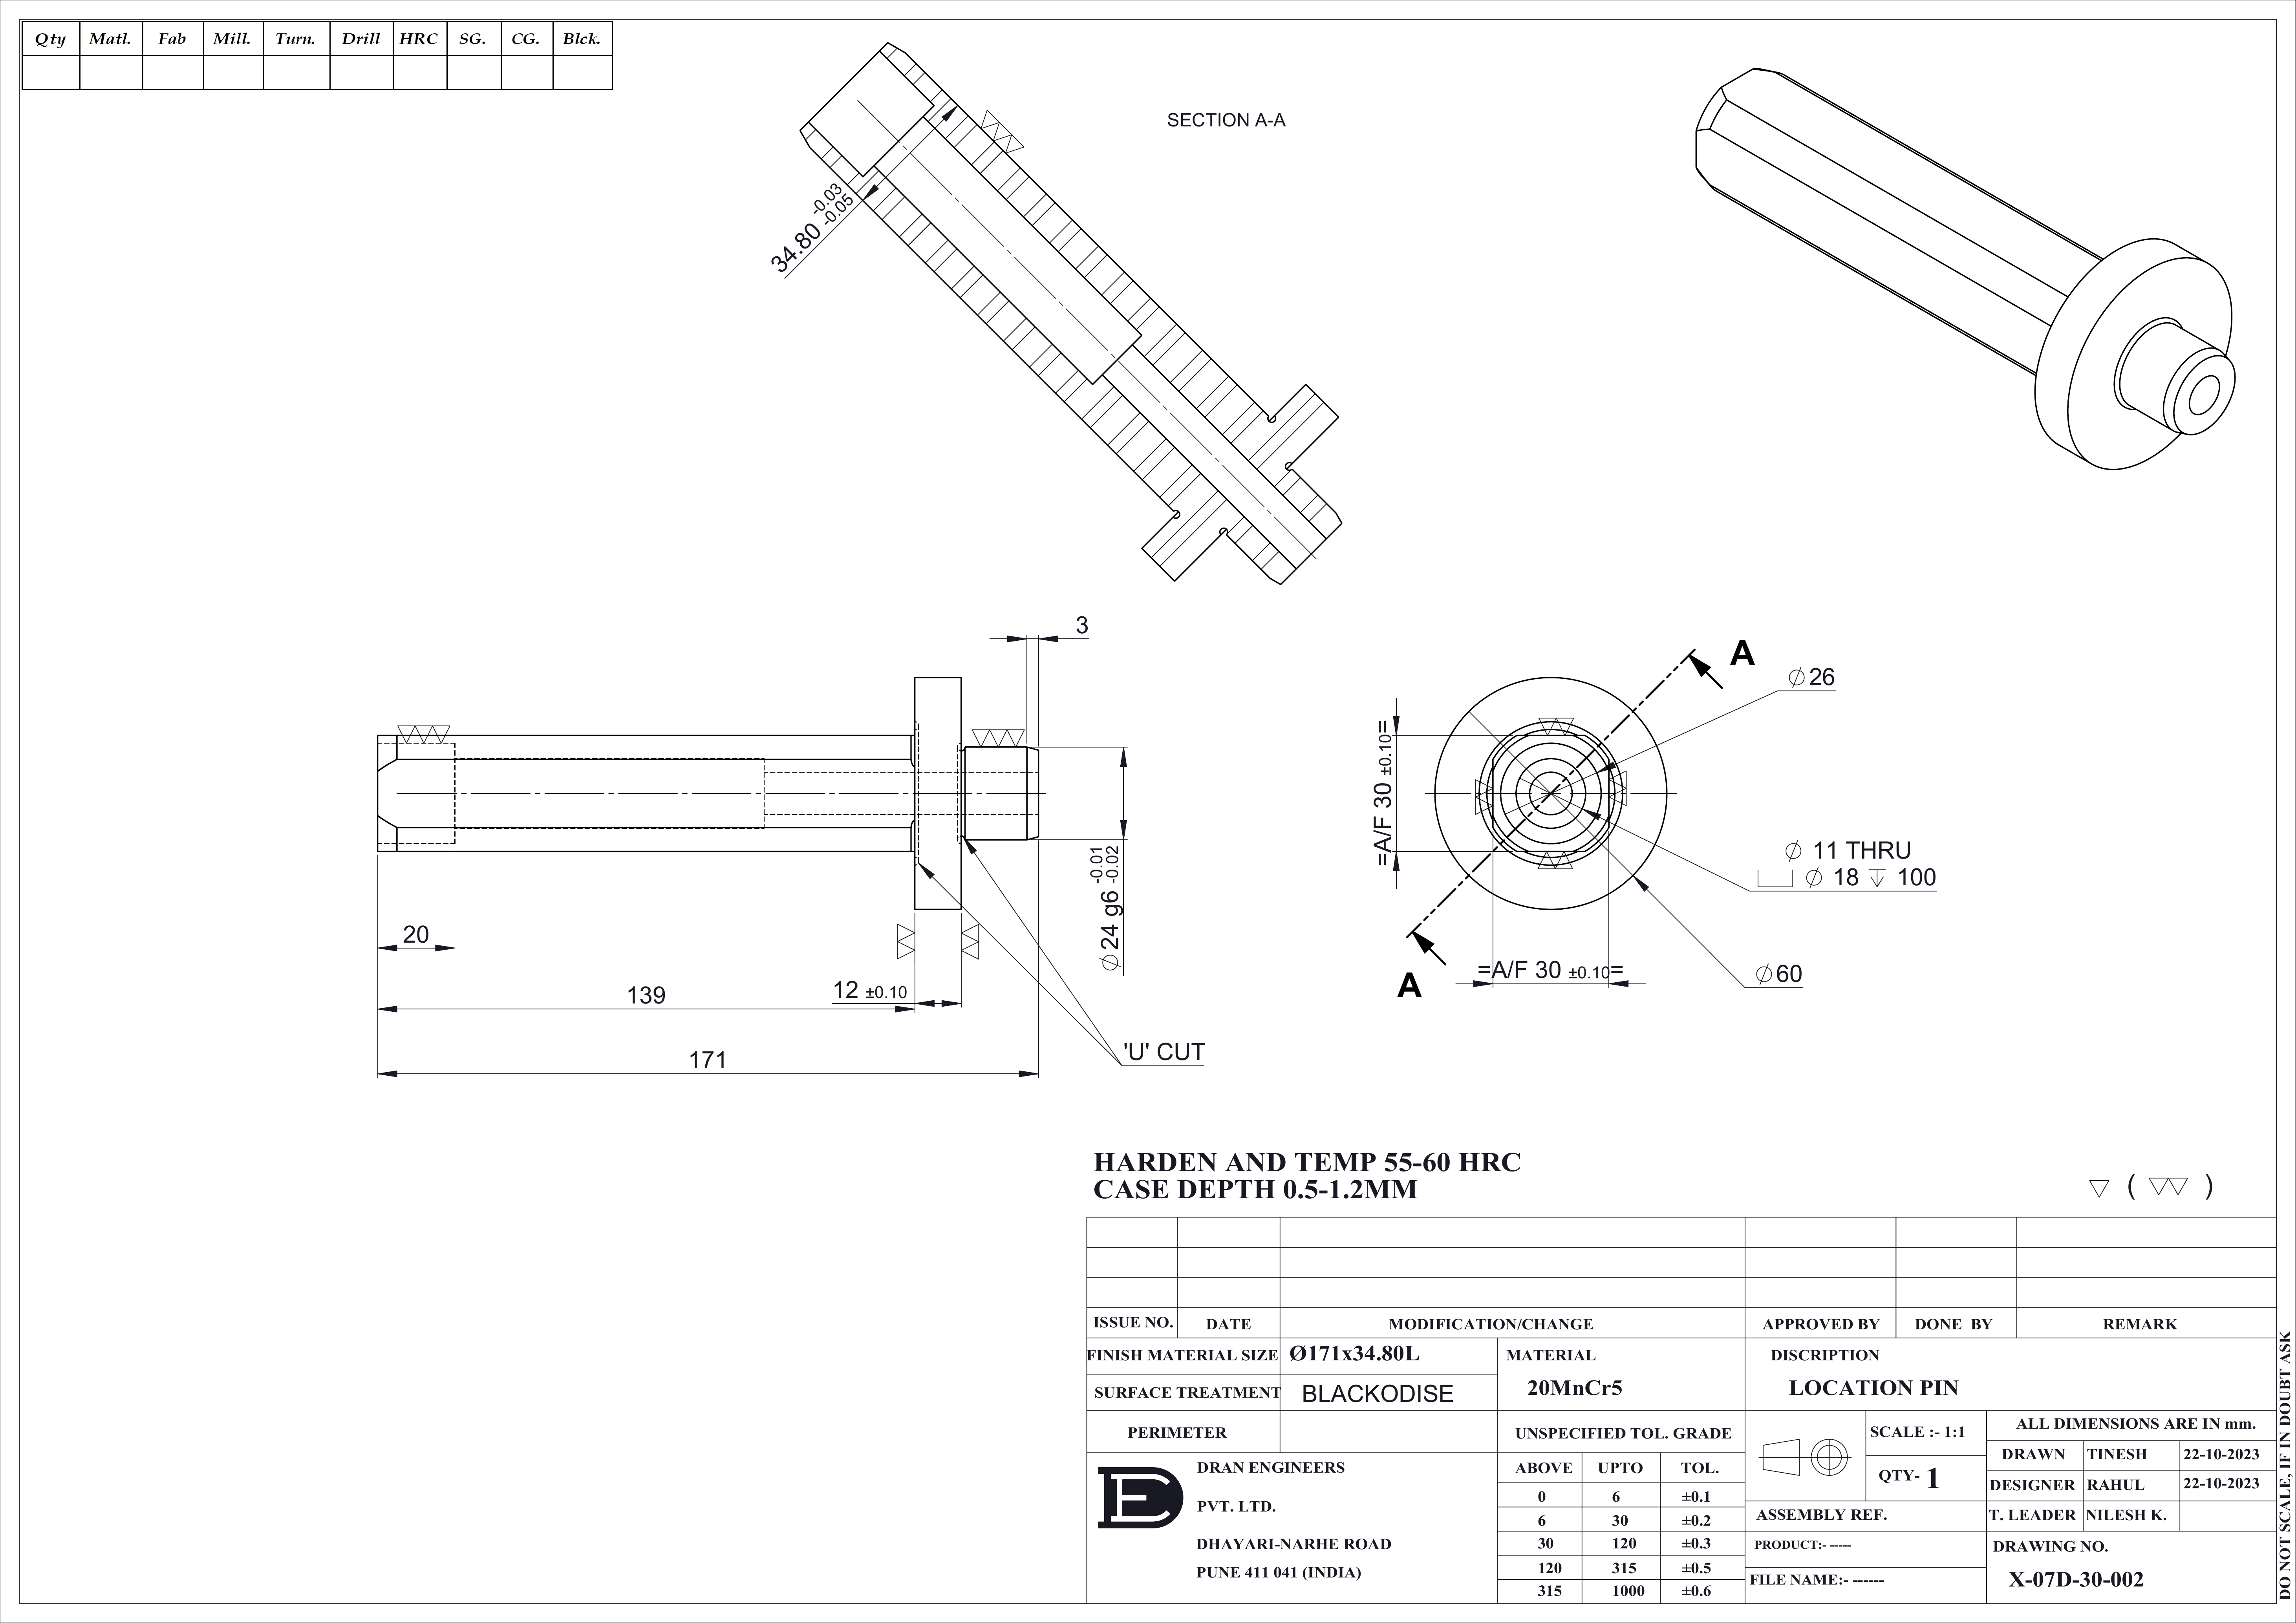 Qty Matl. Fab Mill. Turn. Drill HRC SG. CG. Blck.
SECTION A-A
34.80 -0.03 -0.05
3
20
139
12 ±0.10
171
'U' CUT
⌀24 g6 -0.01 -0.02
A
A
=A/F 30 ±0.10=
=A/F 30 ±0.10=
⌀26
⌀ 11 THRU
⌴ ⌀ 18 ↧ 100
⌀60
HARDEN AND TEMP 55-60 HRC
CASE DEPTH 0.5-1.2MM
( )
ISSUE NO. DATE MODIFICATION/CHANGE APPROVED BY DONE BY REMARK
FINISH MATERIAL SIZE Ø171x34.80L
SURFACE TREATMENT BLACKODISE
PERIMETER
MATERIAL
20MnCr5
DISCRIPTION
LOCATION PIN
UNSPECIFIED TOL. GRADE
ABOVE UPTO TOL.
0 6 ±0.1
6 30 ±0.2
30 120 ±0.3
120 315 ±0.5
315 1000 ±0.6
DRAN ENGINEERS
PVT. LTD.
DHAYARI-NARHE ROAD
PUNE 411 041 (INDIA)
SCALE :- 1:1
QTY- 1
ASSEMBLY REF.
PRODUCT:- -----
FILE NAME:- ------
ALL DIMENSIONS ARE IN mm.
DRAWN TINESH 22-10-2023
DESIGNER RAHUL 22-10-2023
T. LEADER NILESH K.
DRAWING NO.
X-07D-30-002
DO NOT SCALE, IF IN DOUBT ASK